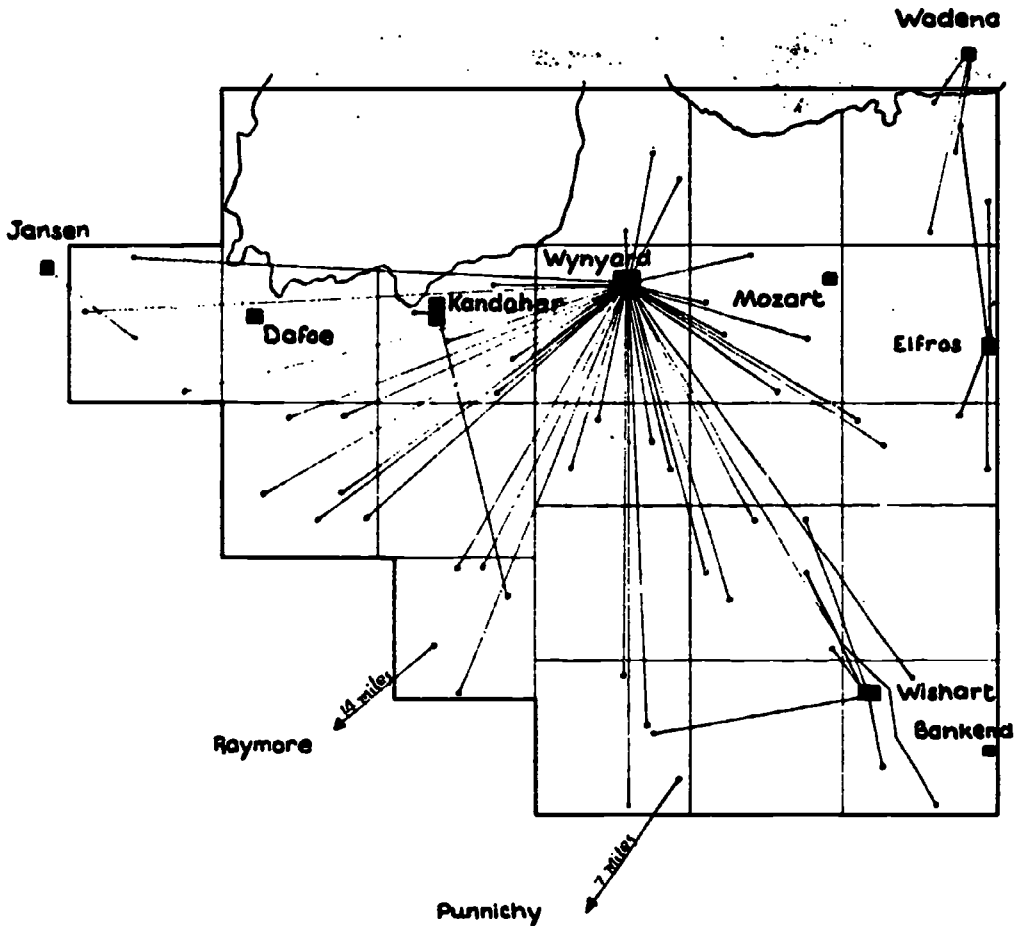 Wadena
Jansen
Wynyard
Kandahar
Mozart
Dafoe
Elfros
14 miles
Wishart
Raymore
Bankend
7 Miles
Punnichy